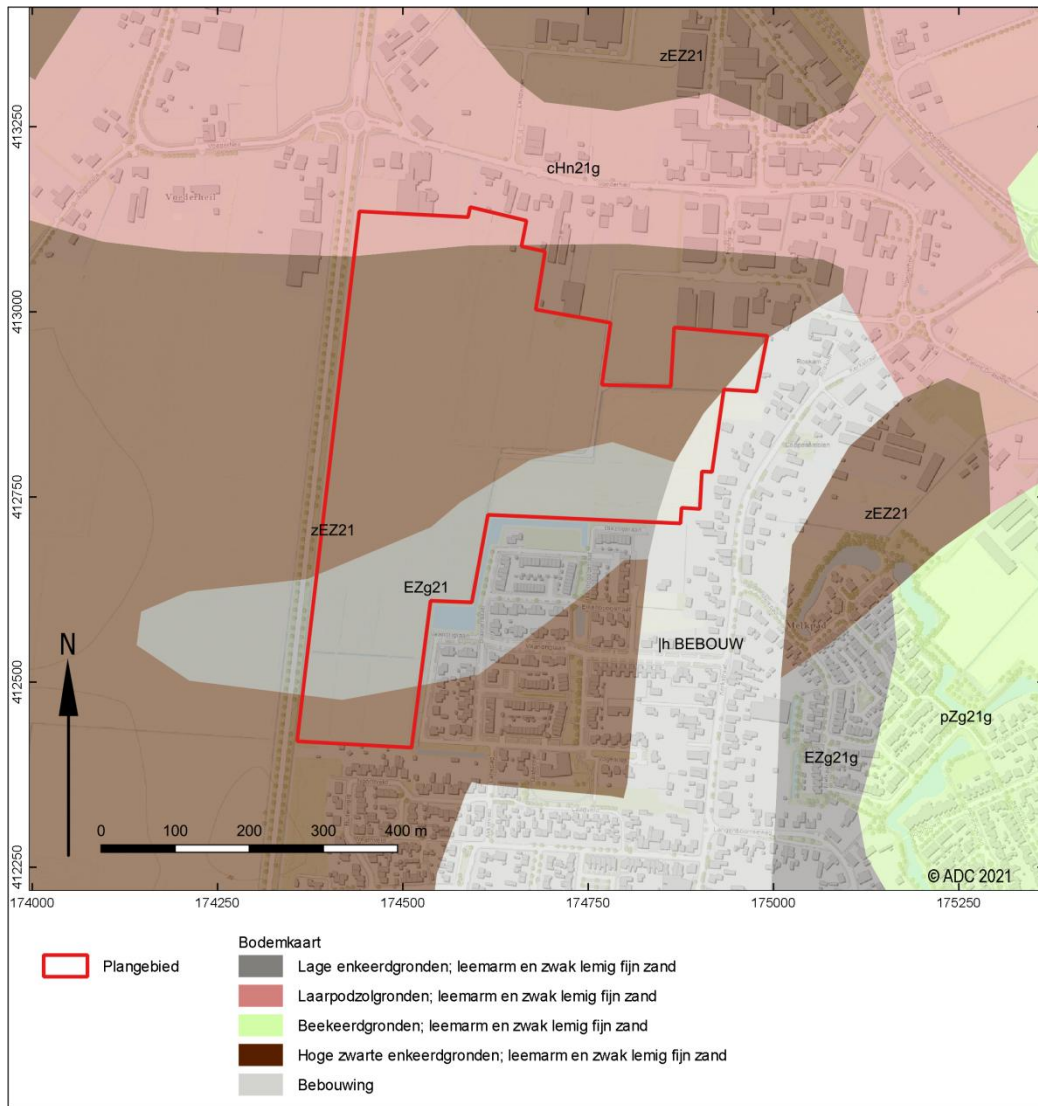 zEZ21
413250
cHn21g
Voederheil
413000
412750
zEZ21
zEZ21
EZg21
Melkpad
|h BEBOUW
N
412500
pZg21g
EZg21g
0 100 200 300 400 m
412250
© ADC 2021
174000 174250 174500 174750 175000 175250
Bodemkaart
Plangebied
Lage enkeerdgronden; leemarm en zwak lemig fijn zand
Laarpodzolgronden; leemarm en zwak lemig fijn zand
Beekeerdgronden; leemarm en zwak lemig fijn zand
Hoge zwarte enkeerdgronden; leemarm en zwak lemig fijn zand
Bebouwing